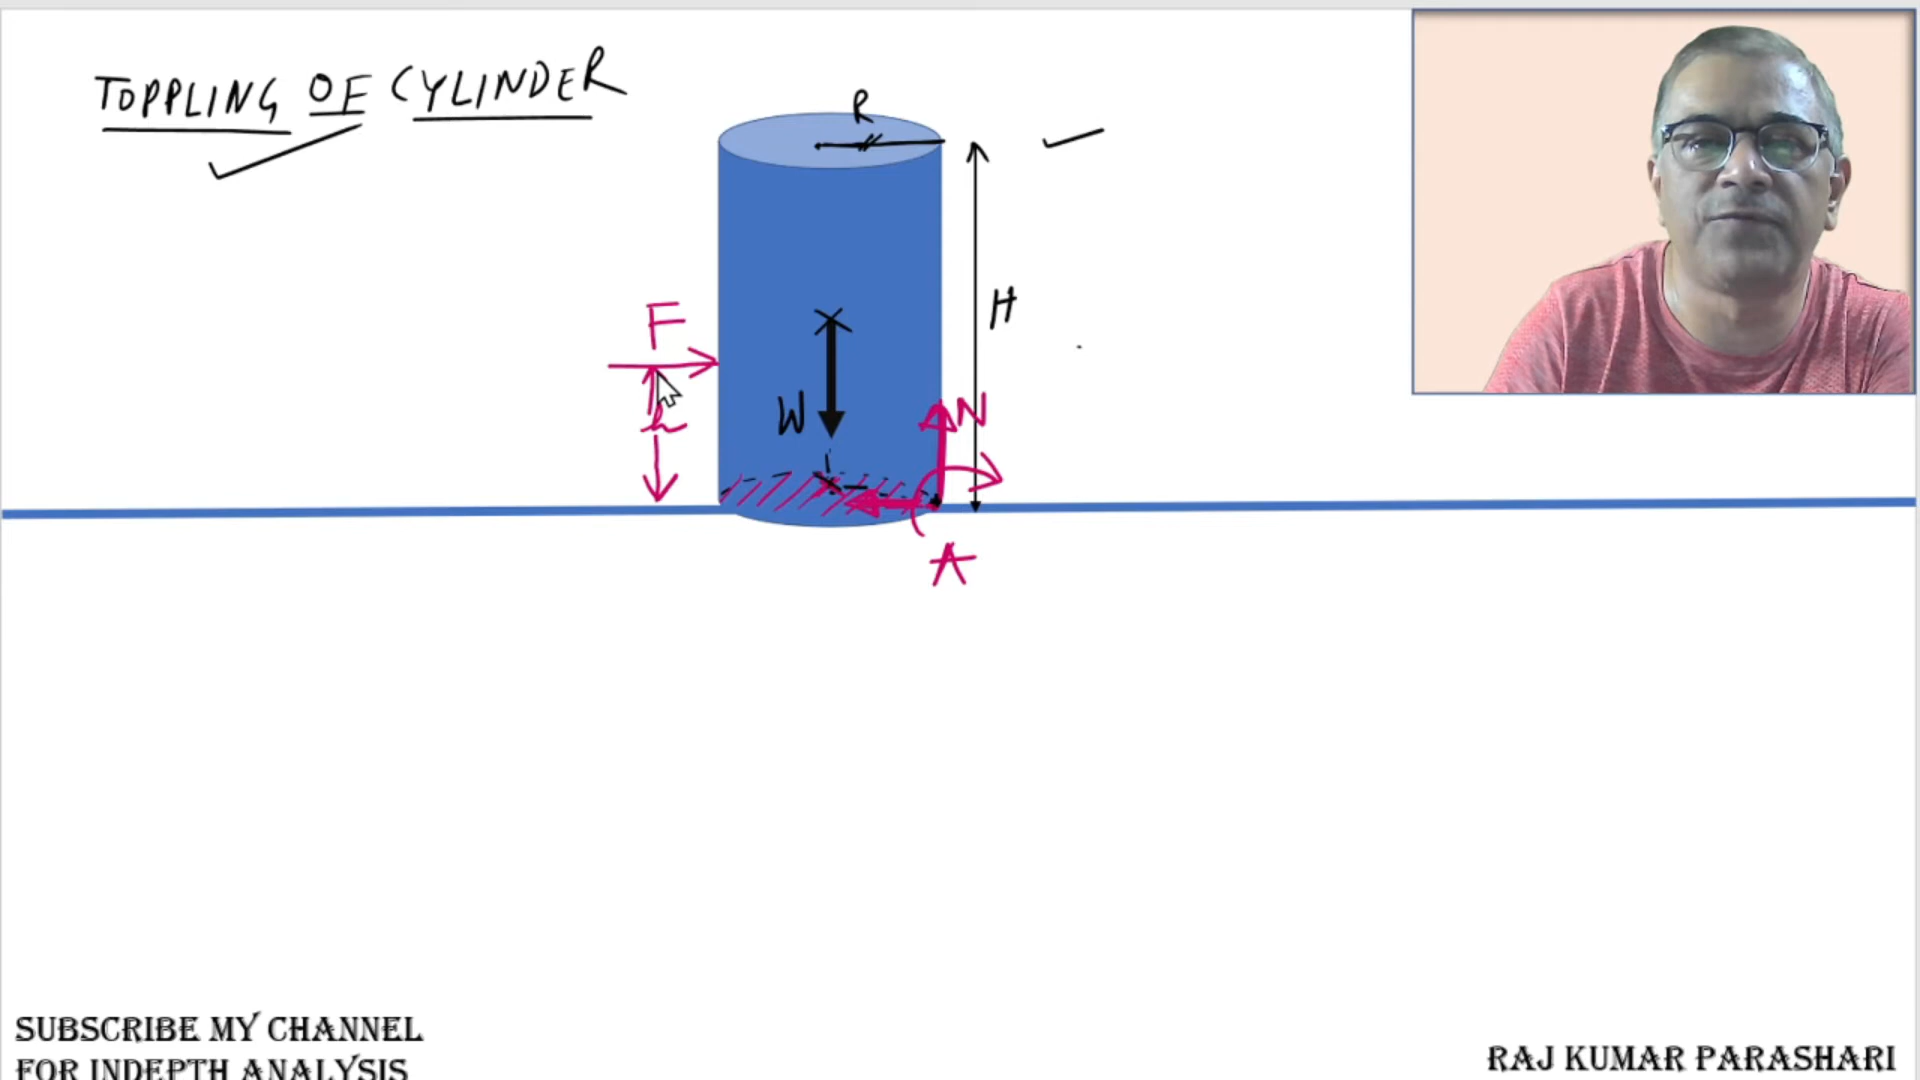 TOPPLING OF CYLINDER
R
H
F
h
W
N
A
SUBSCRIBE MY CHANNEL
FOR INDEPTH ANALYSIS
RAJ KUMAR PARASHARI